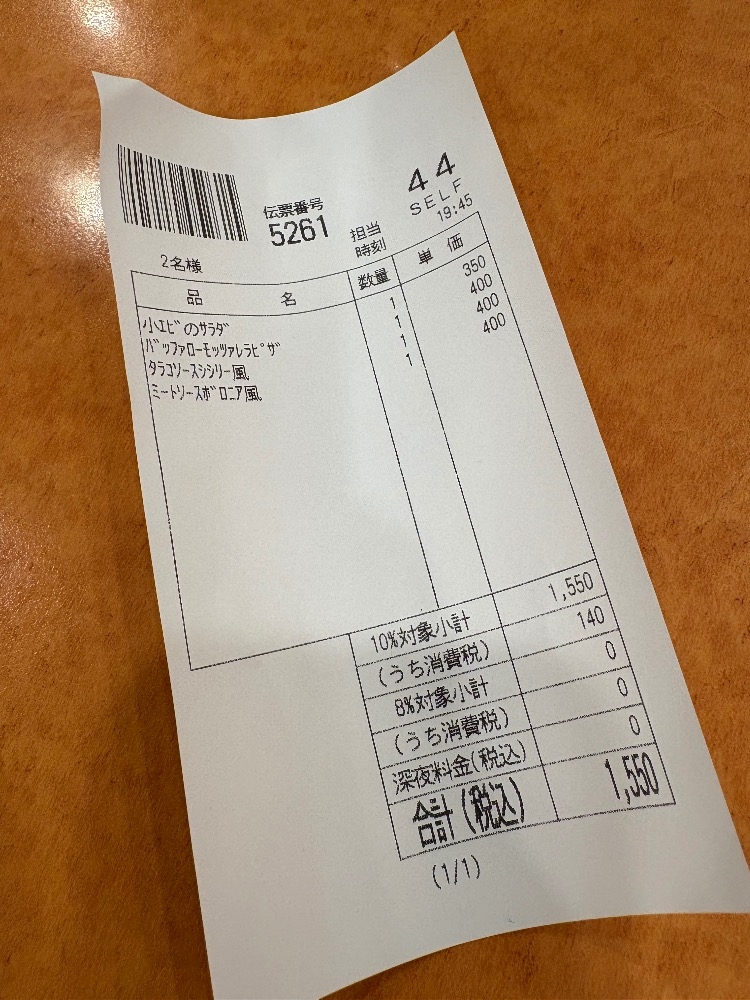 44
伝票番号 担当 SELF
5261 時刻 19:45
2名様
品 名 数量 単 価
小ｴﾋﾞのｻﾗﾀﾞ 1 350
ﾊﾞｯﾌｧﾛｰﾓｯﾂｧﾚﾗﾋﾟｻﾞ 1 400
ﾀﾗｺｿｰｽｼｼﾘｰ風 1 400
ﾐｰﾄｿｰｽﾎﾞﾛﾆｱ風 1 400
10%対象小計 1,550
(うち消費税) 140
8%対象小計 0
(うち消費税) 0
深夜料金(税込) 0
合計(税込) 1,550
(1/1)